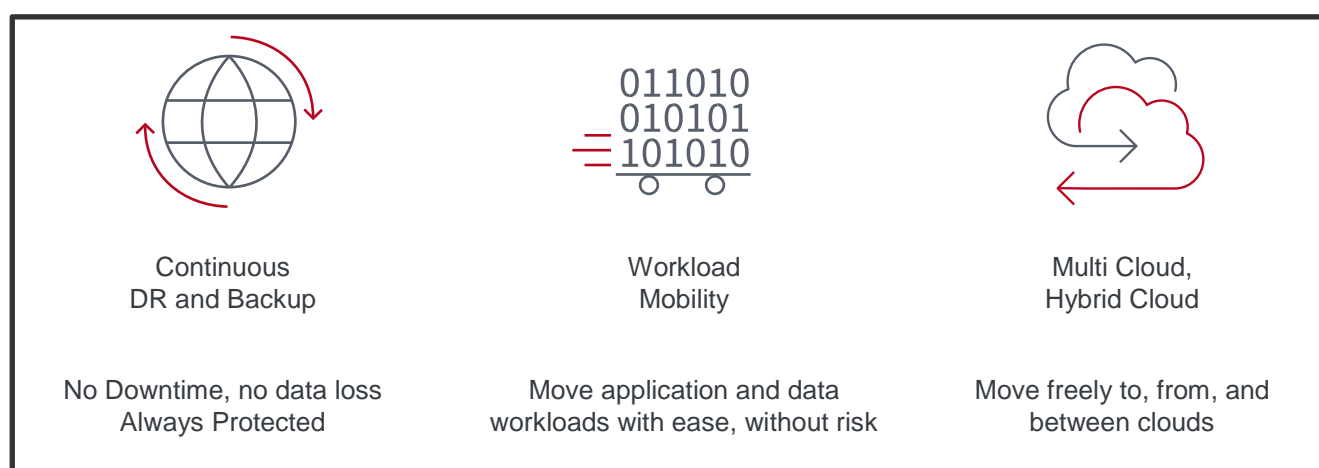 011010
010101
101010
Continuous
DR and Backup
Workload
Mobility
Multi Cloud,
Hybrid Cloud
No Downtime, no data loss
Always Protected
Move application and data
workloads with ease, without risk
Move freely to, from, and
between clouds